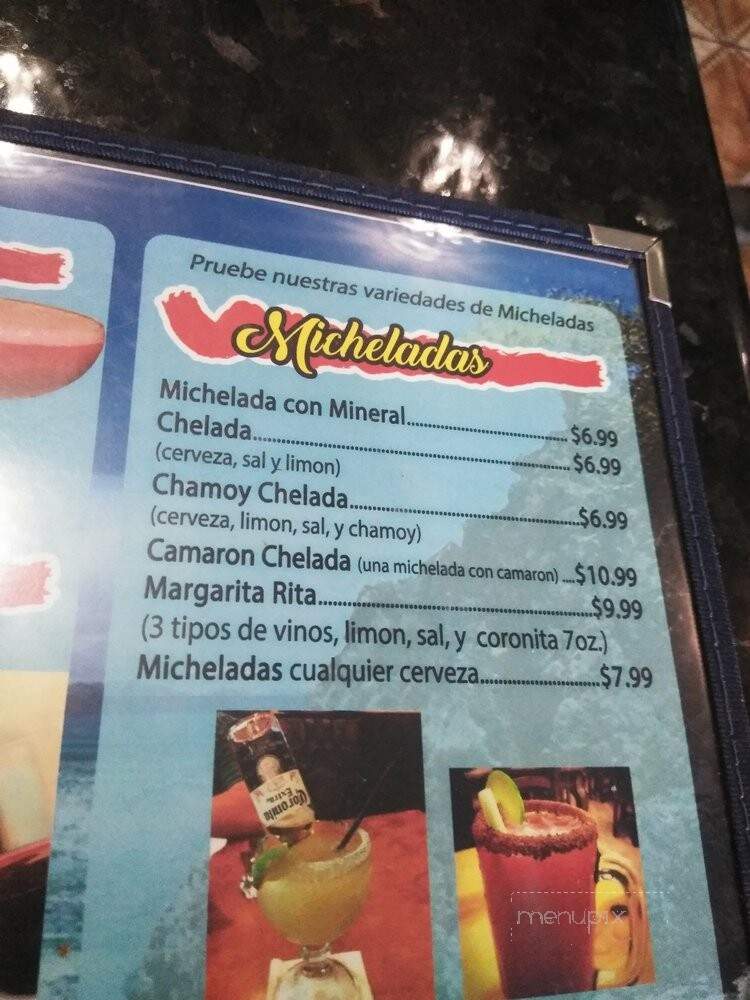 Pruebe nuestras variedades de Micheladas
Micheladas
Michelada con Mineral............................ $6.99
Chelada...................................................... $6.99
(cerveza, sal y limon)
Chamoy Chelada.......................................$6.99
(cerveza, limon, sal, y chamoy)
Camaron Chelada (una michelada con camaron) ....$10.99
Margarita Rita..............................................$9.99
(3 tipos de vinos, limon, sal, y coronita 7oz.)
Micheladas cualquier cerveza....................$7.99
Coronita
Extra
menupix